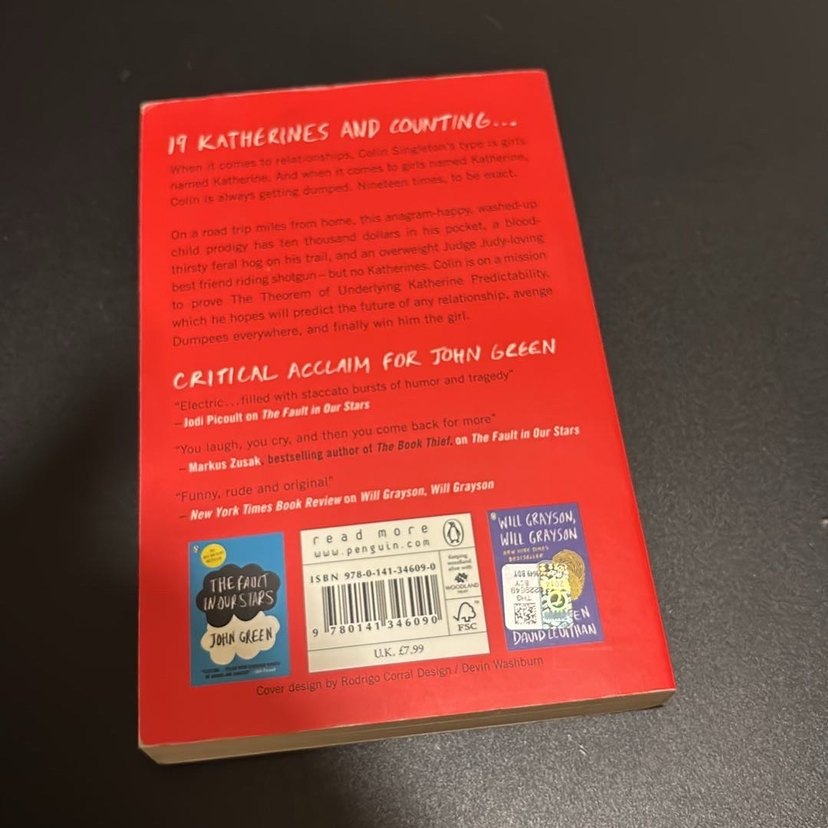 19 KATHERINES AND COUNTING...
When it comes to relationships, Colin Singleton's type is girls
named Katherine. And when it comes to girls named Katherine,
Colin is always getting dumped. Nineteen times, to be exact.
On a road trip miles from home, this anagram-happy, washed-up
child prodigy has ten thousand dollars in his pocket, a blood-
thirsty feral hog on his trail, and an overweight Judge Judy-loving
best friend riding shotgun – but no Katherines. Colin is on a mission
to prove The Theorem of Underlying Katherine Predictability,
which he hopes will predict the future of any relationship, avenge
Dumpees everywhere, and finally win him the girl.
CRITICAL ACCLAIM FOR JOHN GREEN
"Electric...filled with staccato bursts of humor and tragedy"
– Jodi Picoult on The Fault in Our Stars
"You laugh, you cry, and then you come back for more"
– Markus Zusak, bestselling author of The Book Thief, on The Fault in Our Stars
"Funny, rude and original"
– New York Times Book Review on Will Grayson, Will Grayson
THE FAULT
IN OUR STARS
JOHN GREEN
read more
www.penguin.com
ISBN 978-0-141-34609-0
9 780141 346090
U.K. £7.99
Keeping
woodland
alive with
WOODLAND
TRUST
FSC
WILL GRAYSON,
WILL GRAYSON
NEW YORK TIMES
BESTSELLER
DAVID LEVITHAN
Cover design by Rodrigo Corral Design / Devin Washburn